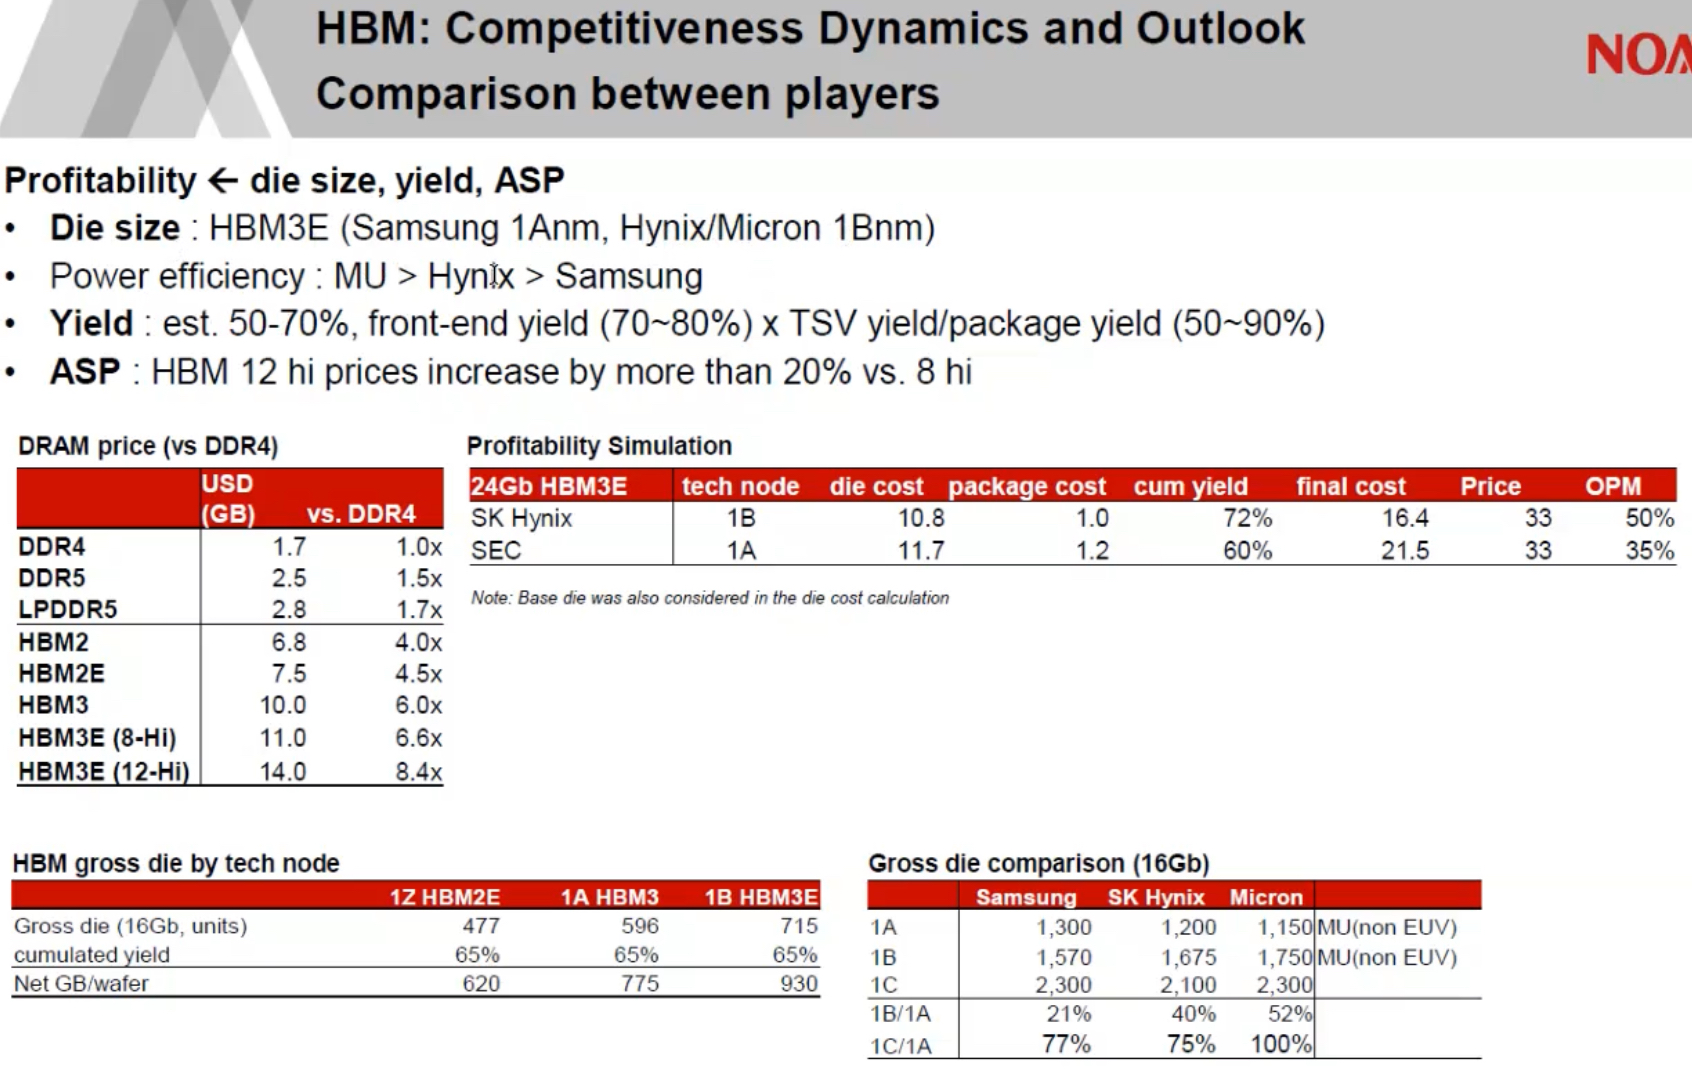 HBM: Competitiveness Dynamics and Outlook
Comparison between players
Profitability ← die size, yield, ASP
• Die size : HBM3E (Samsung 1Anm, Hynix/Micron 1Bnm)
• Power efficiency : MU > Hynix > Samsung
• Yield : est. 50-70%, front-end yield (70~80%) x TSV yield/package yield (50~90%)
• ASP : HBM 12 hi prices increase by more than 20% vs. 8 hi
DRAM price (vs DDR4)
USD
(GB) vs. DDR4
DDR4 1.7 1.0x
DDR5 2.5 1.5x
LPDDR5 2.8 1.7x
HBM2 6.8 4.0x
HBM2E 7.5 4.5x
HBM3 10.0 6.0x
HBM3E (8-Hi) 11.0 6.6x
HBM3E (12-Hi) 14.0 8.4x
Profitability Simulation
24Gb HBM3E tech node die cost package cost cum yield final cost Price OPM
SK Hynix 1B 10.8 1.0 72% 16.4 33 50%
SEC 1A 11.7 1.2 60% 21.5 33 35%
Note: Base die was also considered in the die cost calculation
HBM gross die by tech node
1Z HBM2E 1A HBM3 1B HBM3E
Gross die (16Gb, units) 477 596 715
cumulated yield 65% 65% 65%
Net GB/wafer 620 775 930
Gross die comparison (16Gb)
Samsung SK Hynix Micron
1A 1,300 1,200 1,150 MU(non EUV)
1B 1,570 1,675 1,750 MU(non EUV)
1C 2,300 2,100 2,300
1B/1A 21% 40% 52%
1C/1A 77% 75% 100%